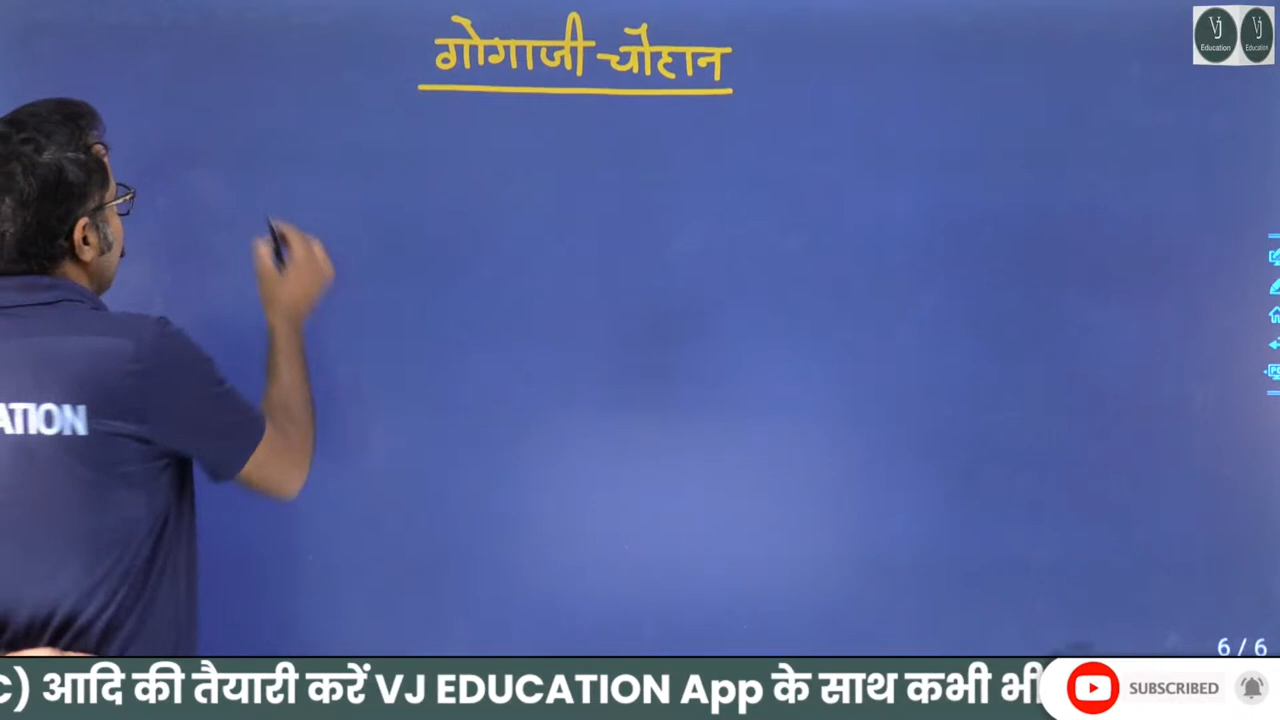 गोगाजी-चौहान
VJ
Education
VJ
Education
ATION
6 / 6
C) आदि की तैयारी करें VJ EDUCATION App के साथ कभी भी
SUBSCRIBED